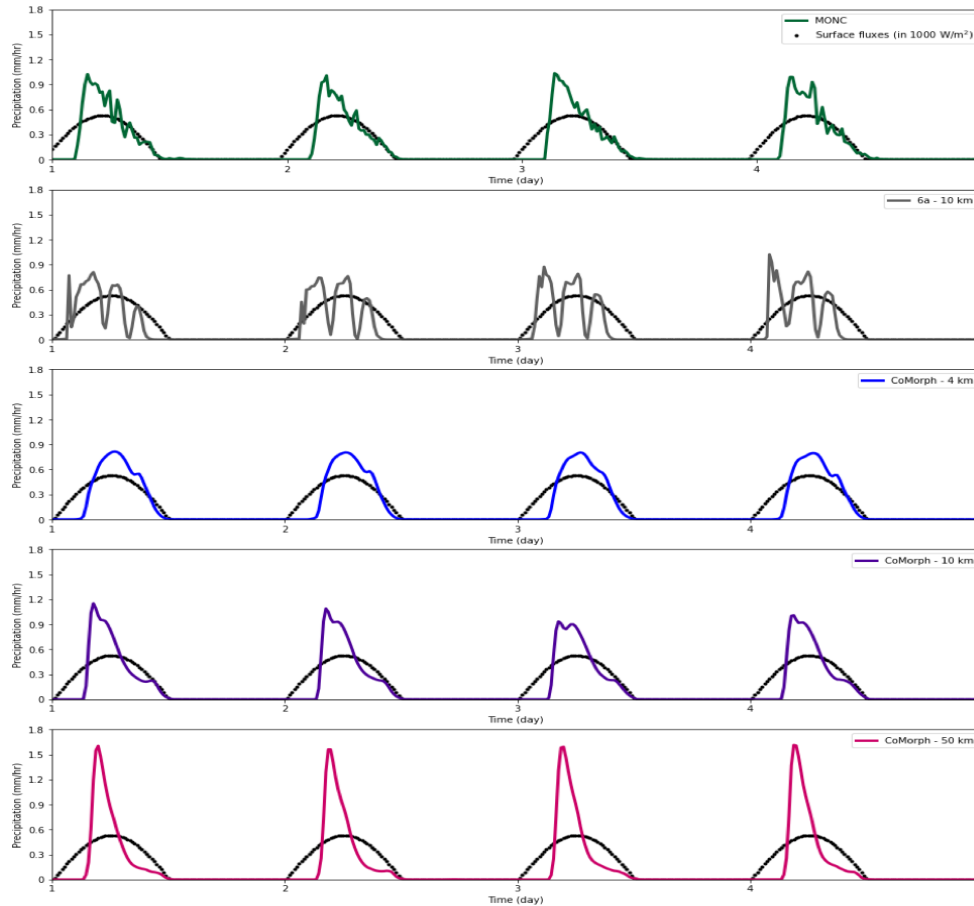 1.8
1.5
1.2
0.9
0.6
0.3
0
Precipitation (mm/hr)
MONC
Surface fluxes (in 1000 W/m²)
1 2 3 4
Time (day)
1.8
1.5
1.2
0.9
0.6
0.3
0
Precipitation (mm/hr)
6a - 10 km
1 2 3 4
Time (day)
1.8
1.5
1.2
0.9
0.6
0.3
0
Precipitation (mm/hr)
CoMorph - 4 km
1 2 3 4
Time (day)
1.8
1.5
1.2
0.9
0.6
0.3
0
Precipitation (mm/hr)
CoMorph - 10 km
1 2 3 4
Time (day)
1.8
1.5
1.2
0.9
0.6
0.3
0
Precipitation (mm/hr)
CoMorph - 50 km
1 2 3 4
Time (day)